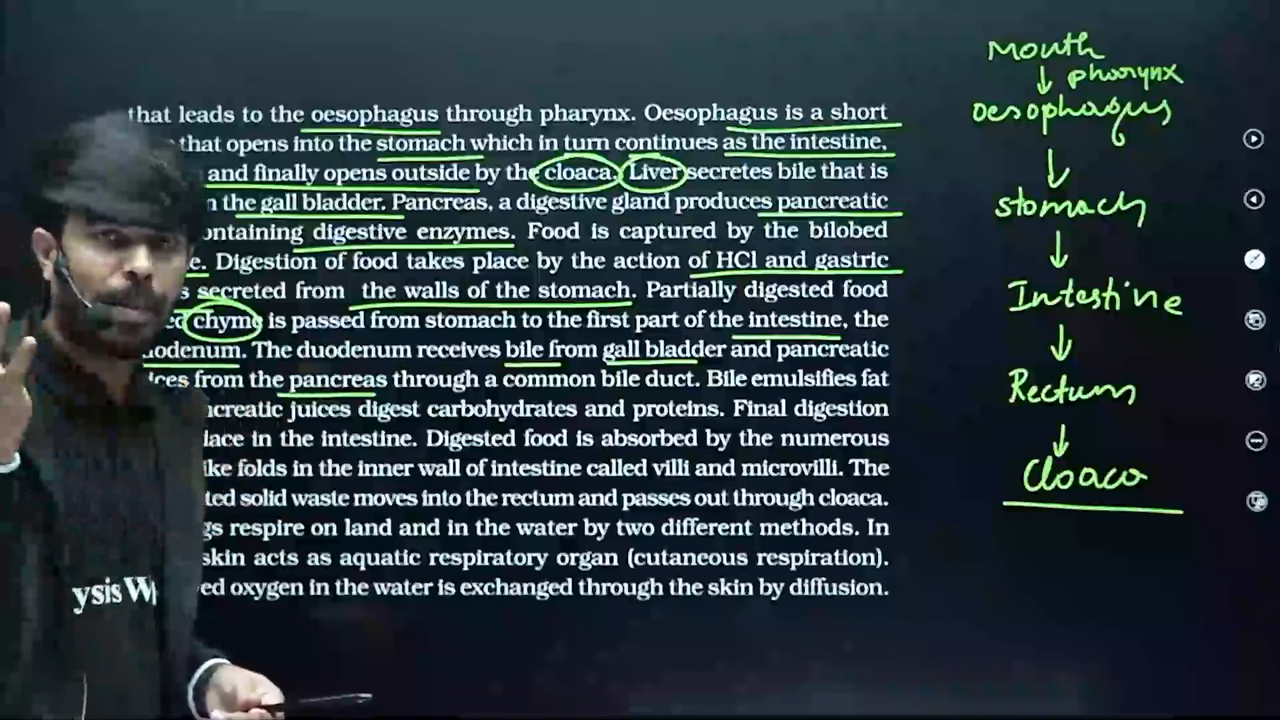 that leads to the oesophagus through pharynx. Oesophagus is a short
that opens into the stomach which in turn continues as the intestine,
and finally opens outside by the cloaca. Liver secretes bile that is
the gall bladder. Pancreas, a digestive gland produces pancreatic
ontaining digestive enzymes. Food is captured by the bilobed
e. Digestion of food takes place by the action of HCl and gastric
s secreted from the walls of the stomach. Partially digested food
chyme is passed from stomach to the first part of the intestine, the
uodenum. The duodenum receives bile from gall bladder and pancreatic
ices from the pancreas through a common bile duct. Bile emulsifies fat
ncreatic juices digest carbohydrates and proteins. Final digestion
lace in the intestine. Digested food is absorbed by the numerous
ike folds in the inner wall of intestine called villi and microvilli. The
ted solid waste moves into the rectum and passes out through cloaca.
gs respire on land and in the water by two different methods. In
skin acts as aquatic respiratory organ (cutaneous respiration).
ed oxygen in the water is exchanged through the skin by diffusion.
Mouth
pharynx
Oesophagus
Stomach
Intestine
Rectum
Cloaca
ysis W